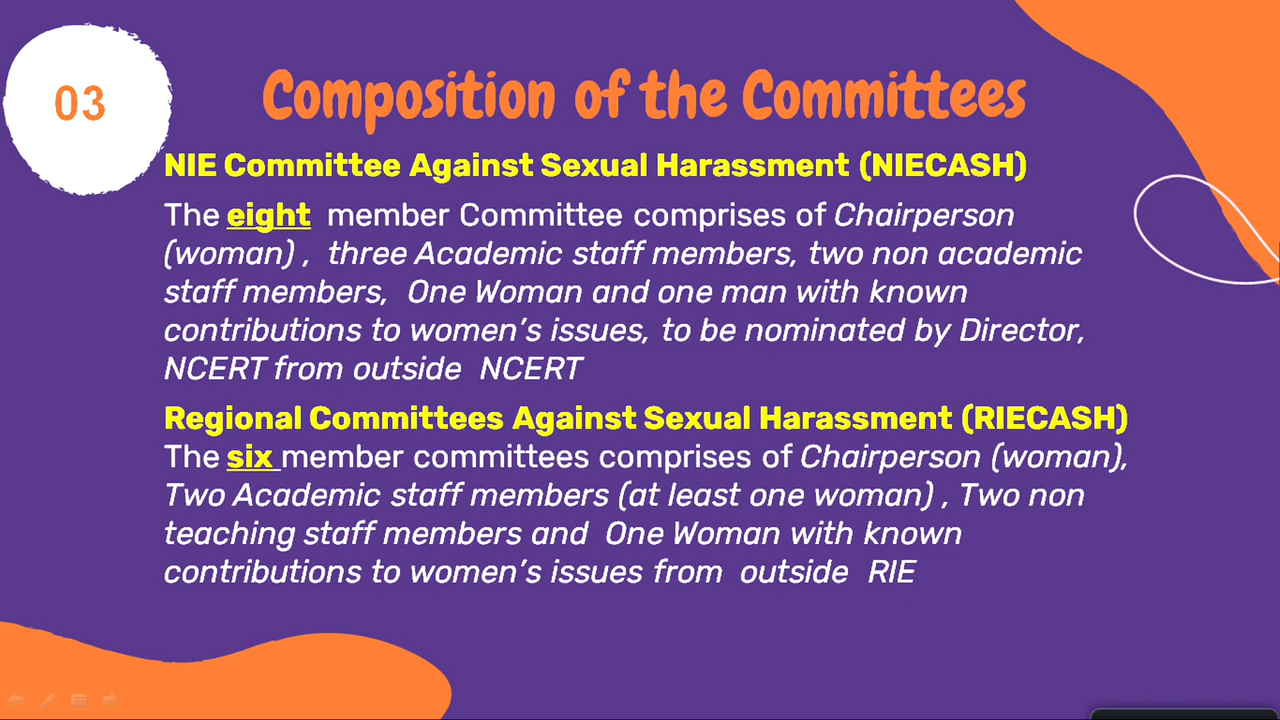 03
Composition of the Committees
NIE Committee Against Sexual Harassment (NIECASH)
The eight member Committee comprises of Chairperson
(woman) , three Academic staff members, two non academic
staff members, One Woman and one man with known
contributions to women’s issues, to be nominated by Director,
NCERT from outside NCERT
Regional Committees Against Sexual Harassment (RIECASH)
The six member committees comprises of Chairperson (woman),
Two Academic staff members (at least one woman) , Two non
teaching staff members and One Woman with known
contributions to women’s issues from outside RIE